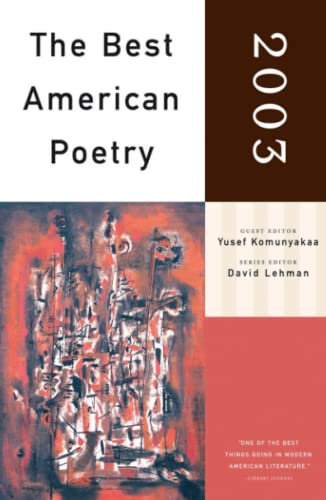 The Best
American
Poetry
2003
GUEST EDITOR
Yusef Komunyakaa
SERIES EDITOR
David Lehman
"ONE OF THE BEST
THINGS GOING IN MODERN
AMERICAN LITERATURE."
—LIBRARY JOURNAL